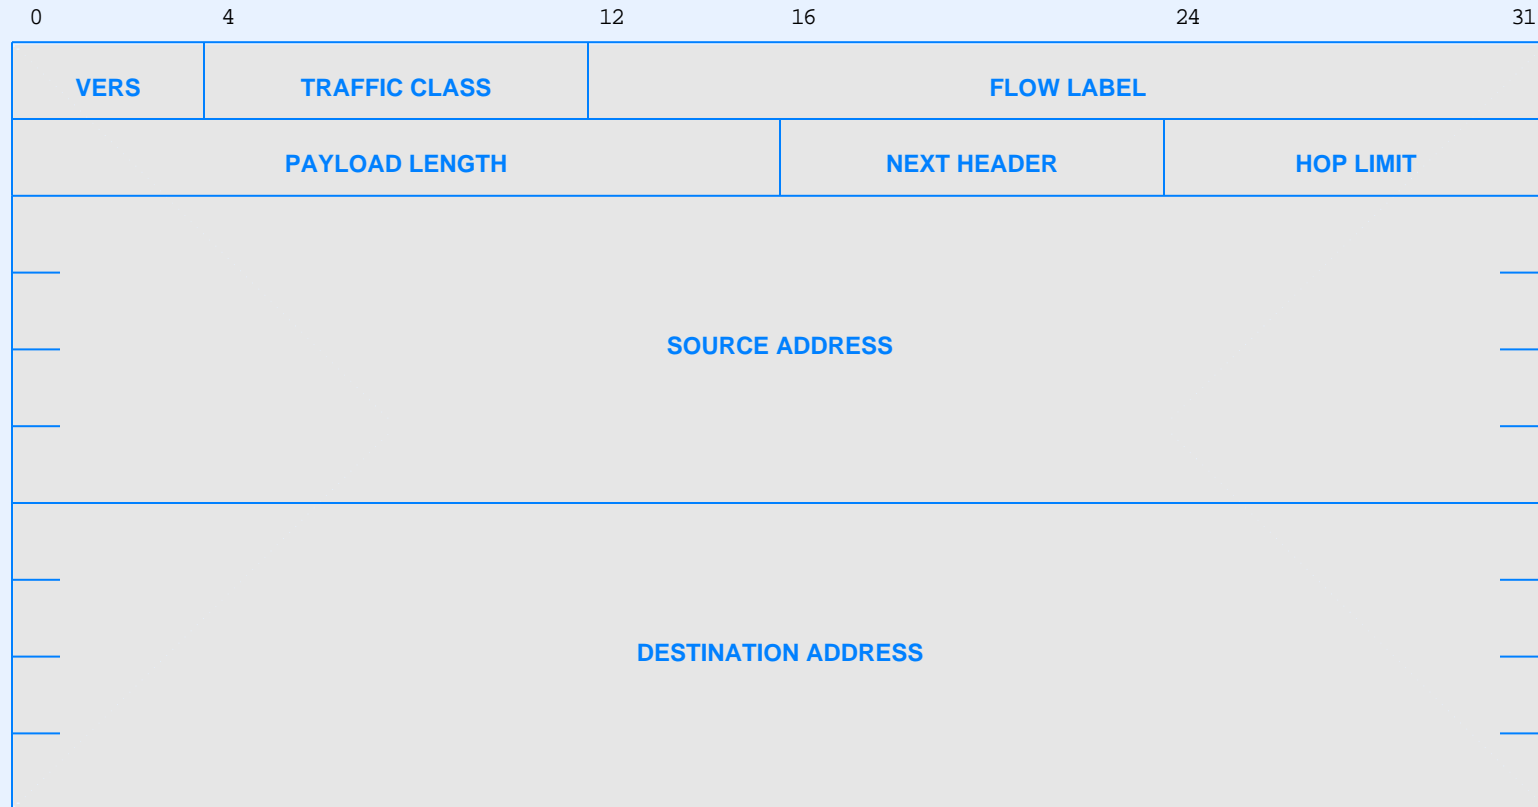 0 4 12 16 24 31
VERS TRAFFIC CLASS FLOW LABEL
PAYLOAD LENGTH NEXT HEADER HOP LIMIT
SOURCE ADDRESS
DESTINATION ADDRESS